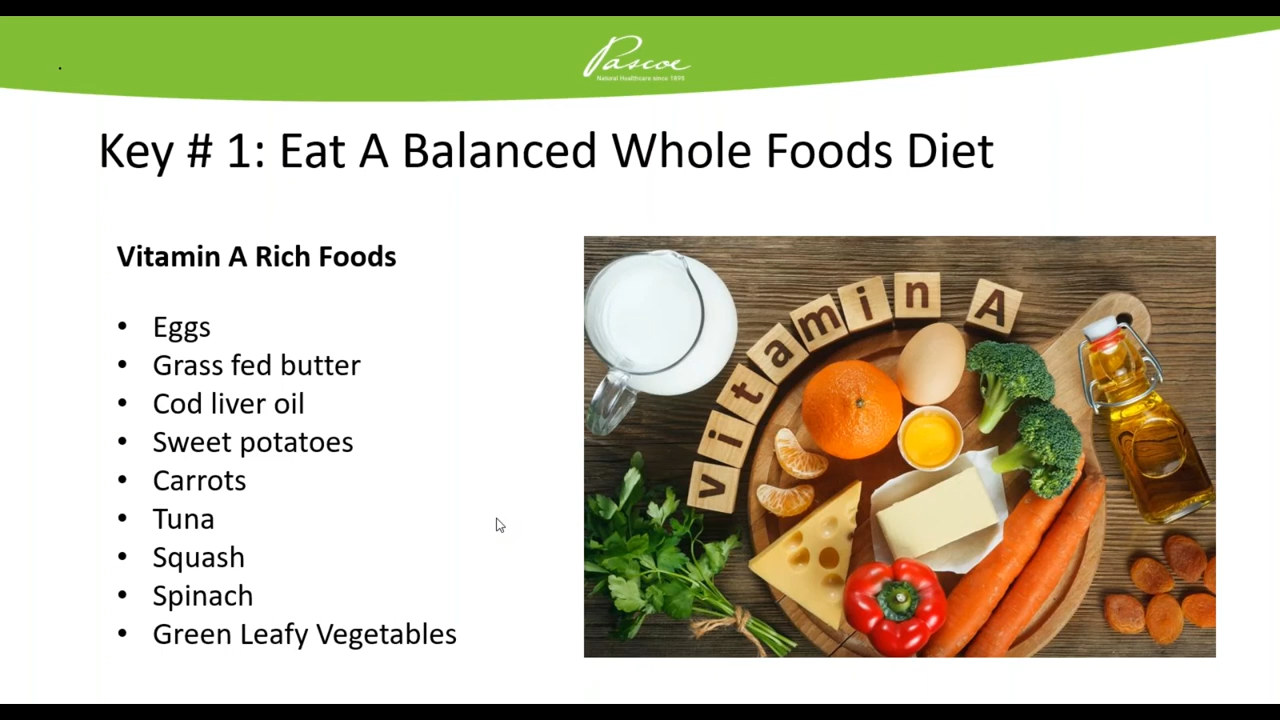 Pascoe
Natural Healthcare since 1895
Key # 1: Eat A Balanced Whole Foods Diet
Vitamin A Rich Foods
• Eggs
• Grass fed butter
• Cod liver oil
• Sweet potatoes
• Carrots
• Tuna
• Squash
• Spinach
• Green Leafy Vegetables
vitamin A